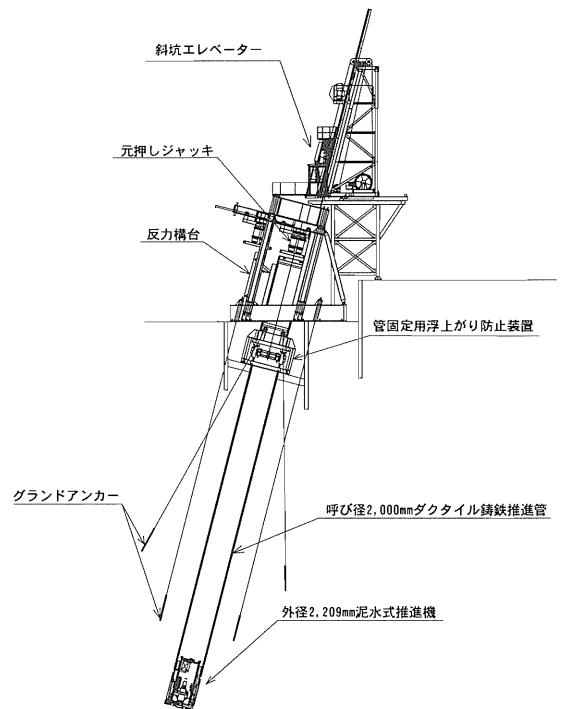 斜坑エレベーター
元押しジャッキ
反力構台
管固定用浮上がり防止装置
グランドアンカー
呼び径2,000mmダクタイル鋳鉄推進管
外径2,209mm泥水式推進機